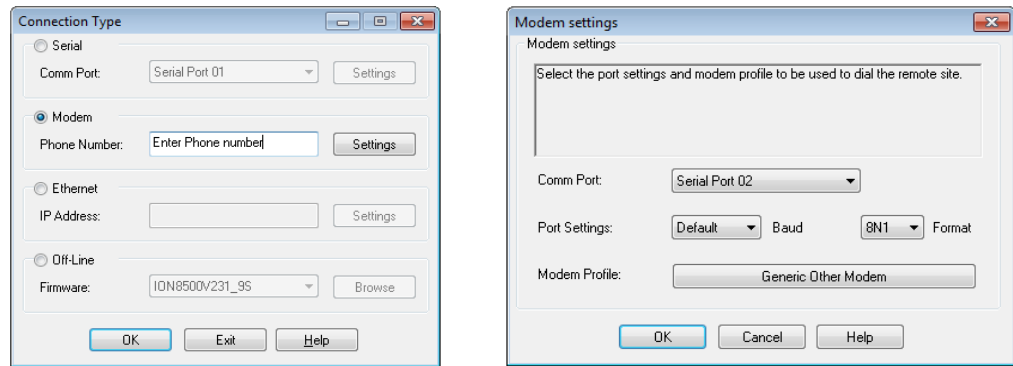 Connection Type
Serial
Comm Port: Serial Port 01 Settings
Modem
Phone Number: Enter Phone number Settings
Ethernet
IP Address: Settings
Off-Line
Firmware: ION8500V231_9S Browse
OK Exit Help
Modem settings
Modem settings
Select the port settings and modem profile to be used to dial the remote site.
Comm Port: Serial Port 02
Port Settings: Default Baud 8N1 Format
Modem Profile: Generic Other Modem
OK Cancel Help